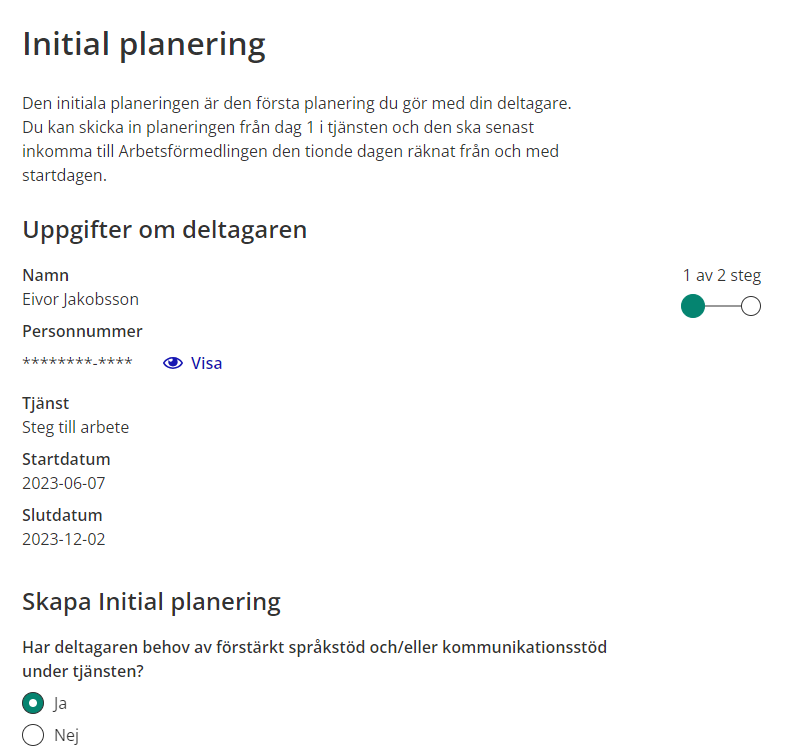 Initial planering
Den initiala planeringen är den första planering du gör med din deltagare.
Du kan skicka in planeringen från dag 1 i tjänsten och den ska senast
inkomma till Arbetsförmedlingen den tionde dagen räknat från och med
startdagen.
Uppgifter om deltagaren
Namn
Eivor Jakobsson
1 av 2 steg
Personnummer
********-****
Visa
Tjänst
Steg till arbete
Startdatum
2023-06-07
Slutdatum
2023-12-02
Skapa Initial planering
Har deltagaren behov av förstärkt språkstöd och/eller kommunikationsstöd
under tjänsten?
Ja
Nej